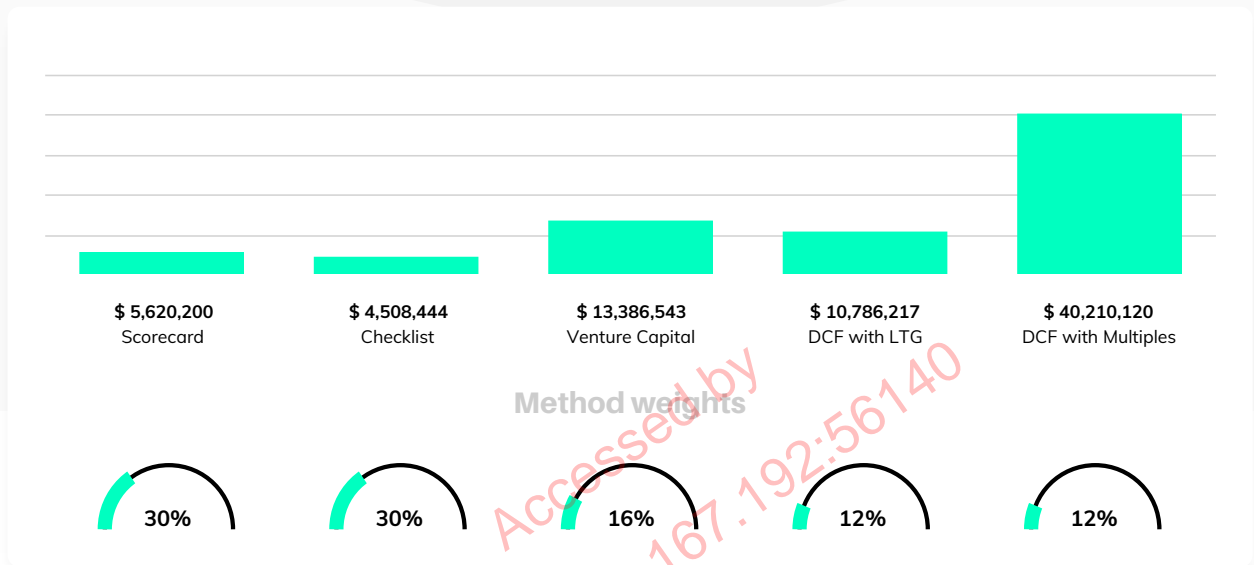 $ 5,620,200
Scorecard
$ 4,508,444
Checklist
$ 13,386,543
Venture Capital
$ 10,786,217
DCF with LTG
$ 40,210,120
DCF with Multiples
Method weights
30%
30%
16%
12%
12%
Accessed by
167.192:56140